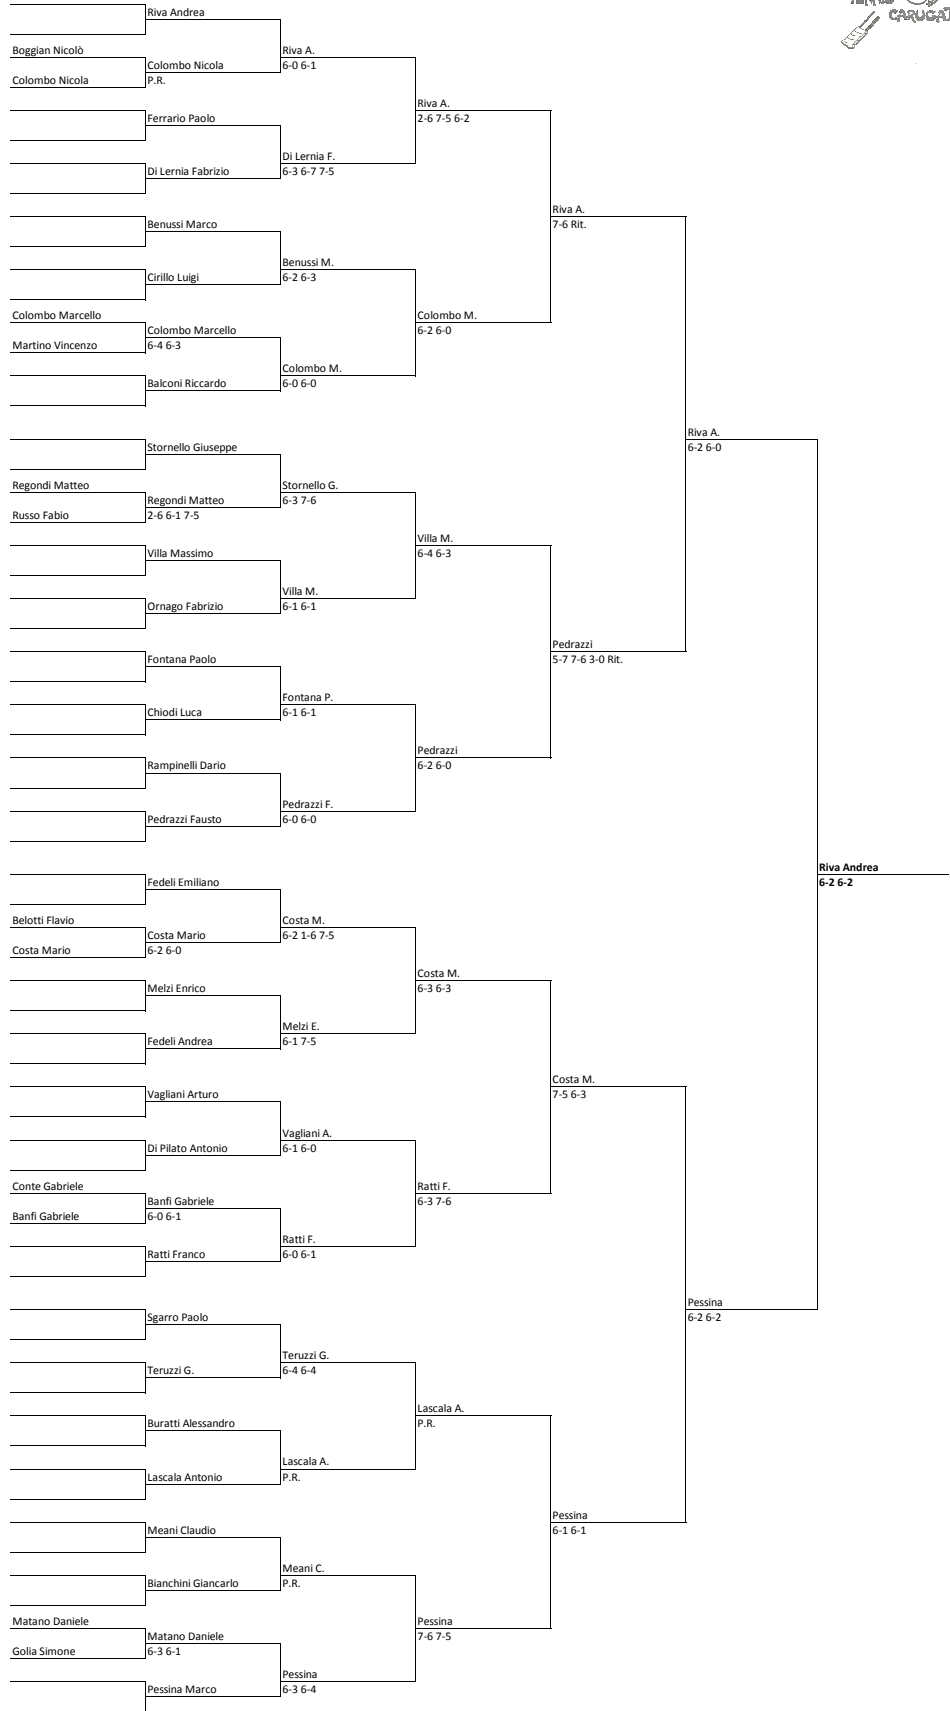 TENNIS
CARUGATE
Riva Andrea
Boggian Nicolò
Riva A.
Colombo Nicola
6-0 6-1
Colombo Nicola
P.R.
Riva A.
Ferrario Paolo
2-6 7-5 6-2
Di Lernia F.
Di Lernia Fabrizio
6-3 6-7 7-5
Riva A.
Benussi Marco
7-6 Rit.
Benussi M.
Cirillo Luigi
6-2 6-3
Colombo Marcello
Colombo M.
Colombo Marcello
6-2 6-0
Martino Vincenzo
6-4 6-3
Colombo M.
Balconi Riccardo
6-0 6-0
Riva A.
Stornello Giuseppe
6-2 6-0
Regondi Matteo
Stornello G.
Regondi Matteo
6-3 7-6
Russo Fabio
2-6 6-1 7-5
Villa M.
Villa Massimo
6-4 6-3
Villa M.
Ornago Fabrizio
6-1 6-1
Pedrazzi
Fontana Paolo
5-7 7-6 3-0 Rit.
Fontana P.
Chiodi Luca
6-1 6-1
Pedrazzi
Rampinelli Dario
6-2 6-0
Pedrazzi F.
Pedrazzi Fausto
6-0 6-0
Riva Andrea
Fedeli Emiliano
6-2 6-2
Belotti Flavio
Costa M.
Costa Mario
6-2 1-6 7-5
Costa Mario
6-2 6-0
Costa M.
Melzi Enrico
6-3 6-3
Melzi E.
Fedeli Andrea
6-1 7-5
Costa M.
Vagliani Arturo
7-5 6-3
Vagliani A.
Di Pilato Antonio
6-1 6-0
Conte Gabriele
Ratti F.
Banfi Gabriele
6-3 7-6
Banfi Gabriele
6-0 6-1
Ratti F.
Ratti Franco
6-0 6-1
Pessina
Sgarro Paolo
6-2 6-2
Teruzzi G.
Teruzzi G.
6-4 6-4
Lascala A.
Buratti Alessandro
P.R.
Lascala A.
Lascala Antonio
P.R.
Pessina
Meani Claudio
6-1 6-1
Meani C.
Bianchini Giancarlo
P.R.
Matano Daniele
Pessina
Matano Daniele
7-6 7-5
Golia Simone
6-3 6-1
Pessina
Pessina Marco
6-3 6-4